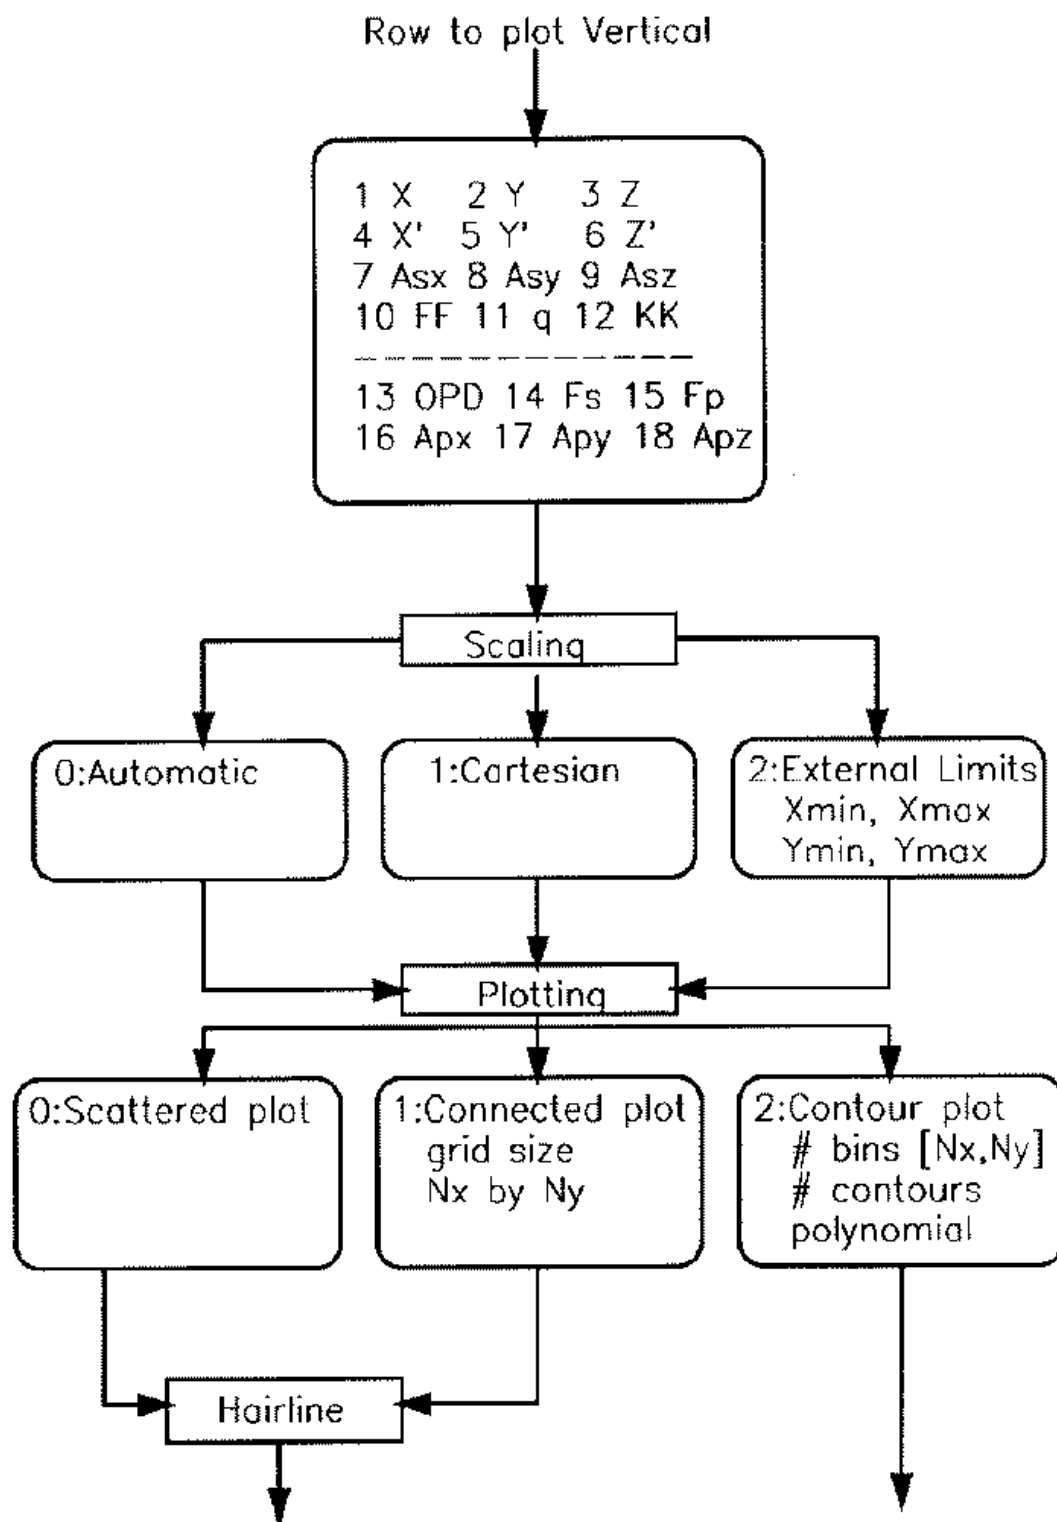 Row to plot Vertical
1 X 2 Y 3 Z
4 X' 5 Y' 6 Z'
7 Asx 8 Asy 9 Asz
10 FF 11 q 12 KK
13 OPD 14 Fs 15 Fp
16 Apx 17 Apy 18 Apz
Scaling
0:Automatic
1:Cartesian
2:External Limits
Xmin, Xmax
Ymin, Ymax
Plotting
0:Scattered plot
1:Connected plot
grid size
Nx by Ny
2:Contour plot
# bins [Nx,Ny]
# contours
polynomial
Hairline